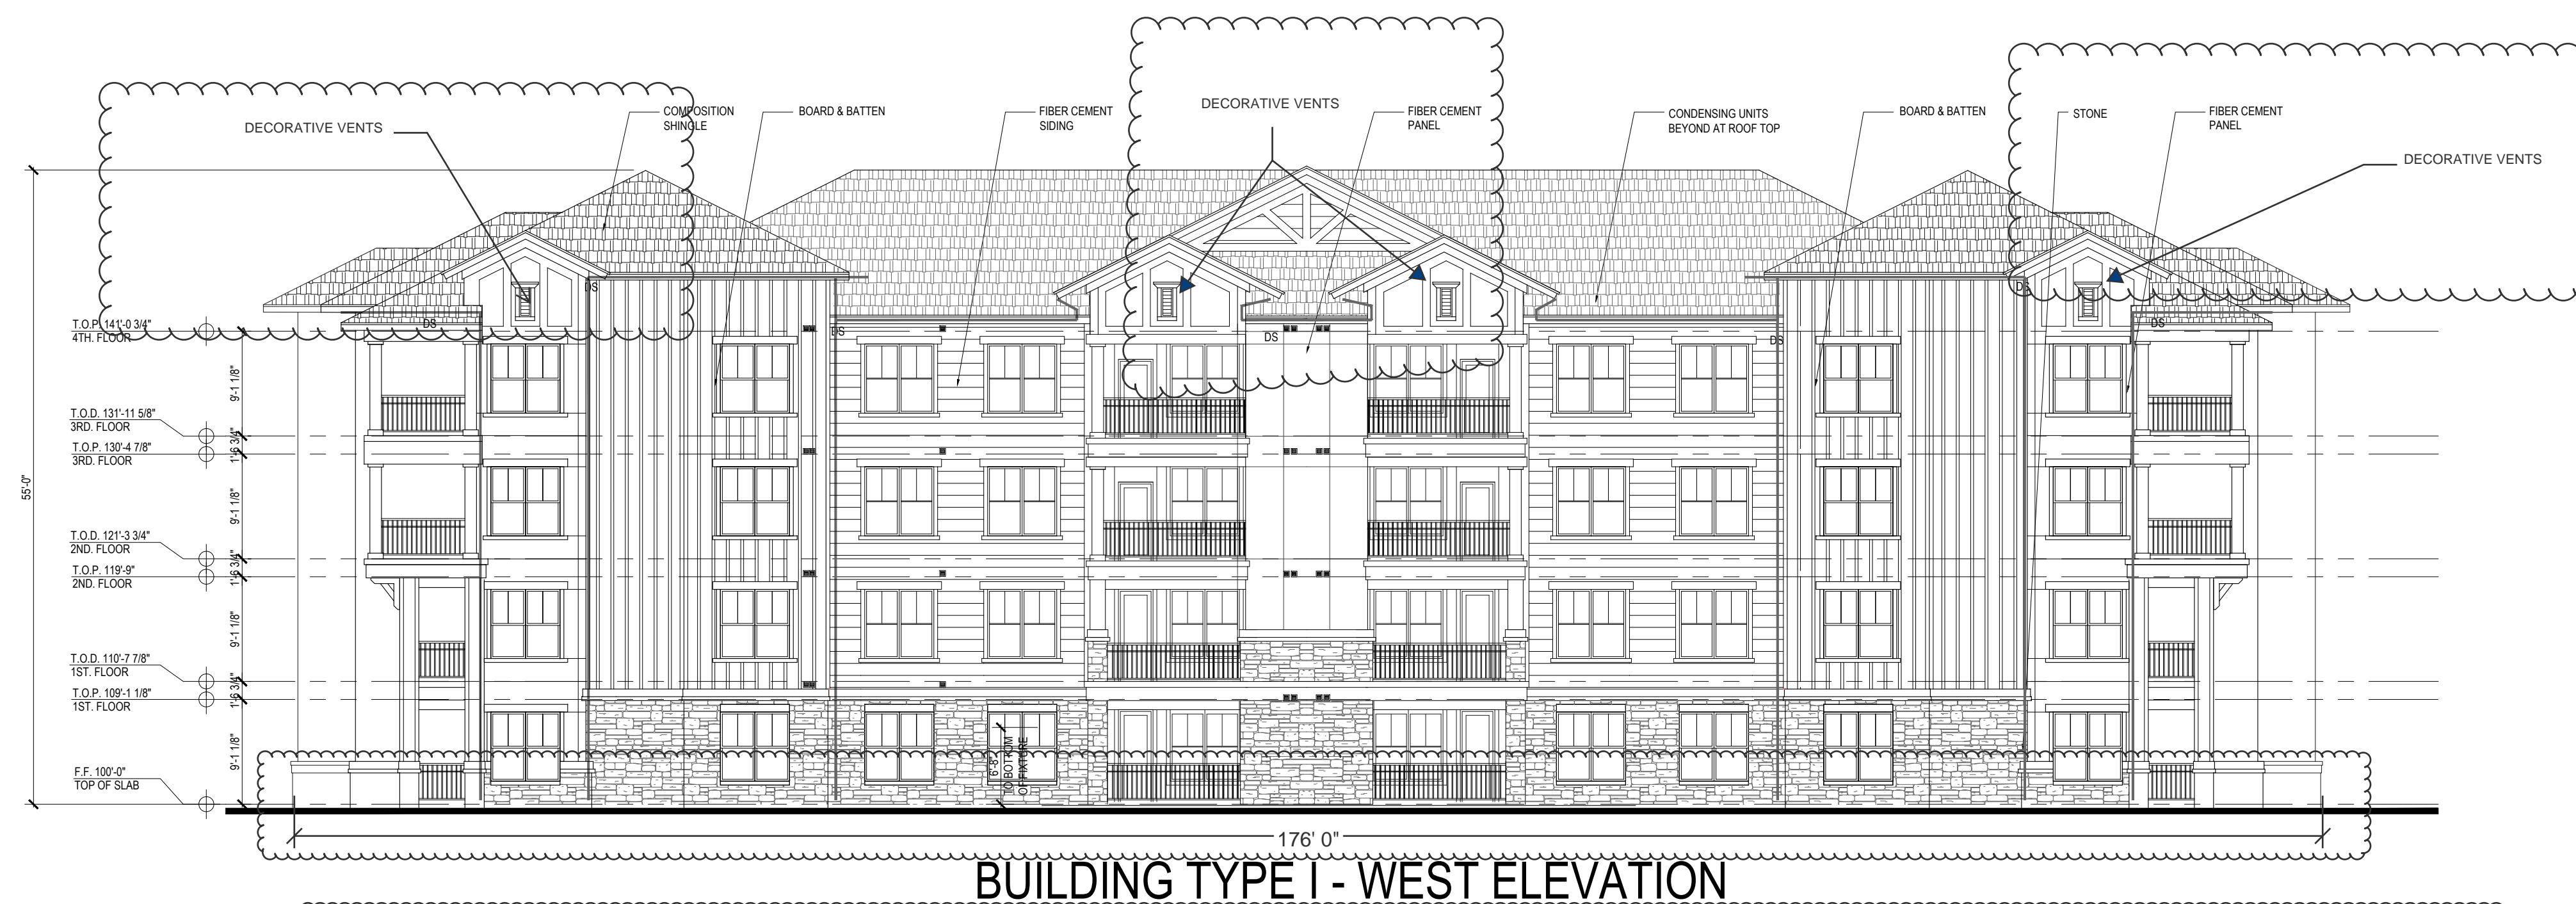 DECORATIVE VENTS
COMPOSITION
SHINGLE
BOARD & BATTEN
FIBER CEMENT
SIDING
DECORATIVE VENTS
FIBER CEMENT
PANEL
CONDENSING UNITS
BEYOND AT ROOF TOP
BOARD & BATTEN
STONE
FIBER CEMENT
PANEL
DECORATIVE VENTS
DS
DS
DS
DS
DS
DS
DS
T.O.P. 141'-0 3/4"
4TH. FLOOR
9'-1 1/8"
T.O.D. 131'-11 5/8"
3RD. FLOOR
1'-6 3/4"
T.O.P. 130'-4 7/8"
3RD. FLOOR
55'-0"
9'-1 1/8"
T.O.D. 121'-3 3/4"
2ND. FLOOR
1'-6 3/4"
T.O.P. 119'-9"
2ND. FLOOR
9'-1 1/8"
T.O.D. 110'-7 7/8"
1ST. FLOOR
1'-6 3/4"
T.O.P. 109'-1 1/8"
1ST. FLOOR
9'-1 1/8"
F.F. 100'-0"
TOP OF SLAB
6'-8"
TO BOTTOM
OF FIXTURE
176' 0"
BUILDING TYPE I - WEST ELEVATION